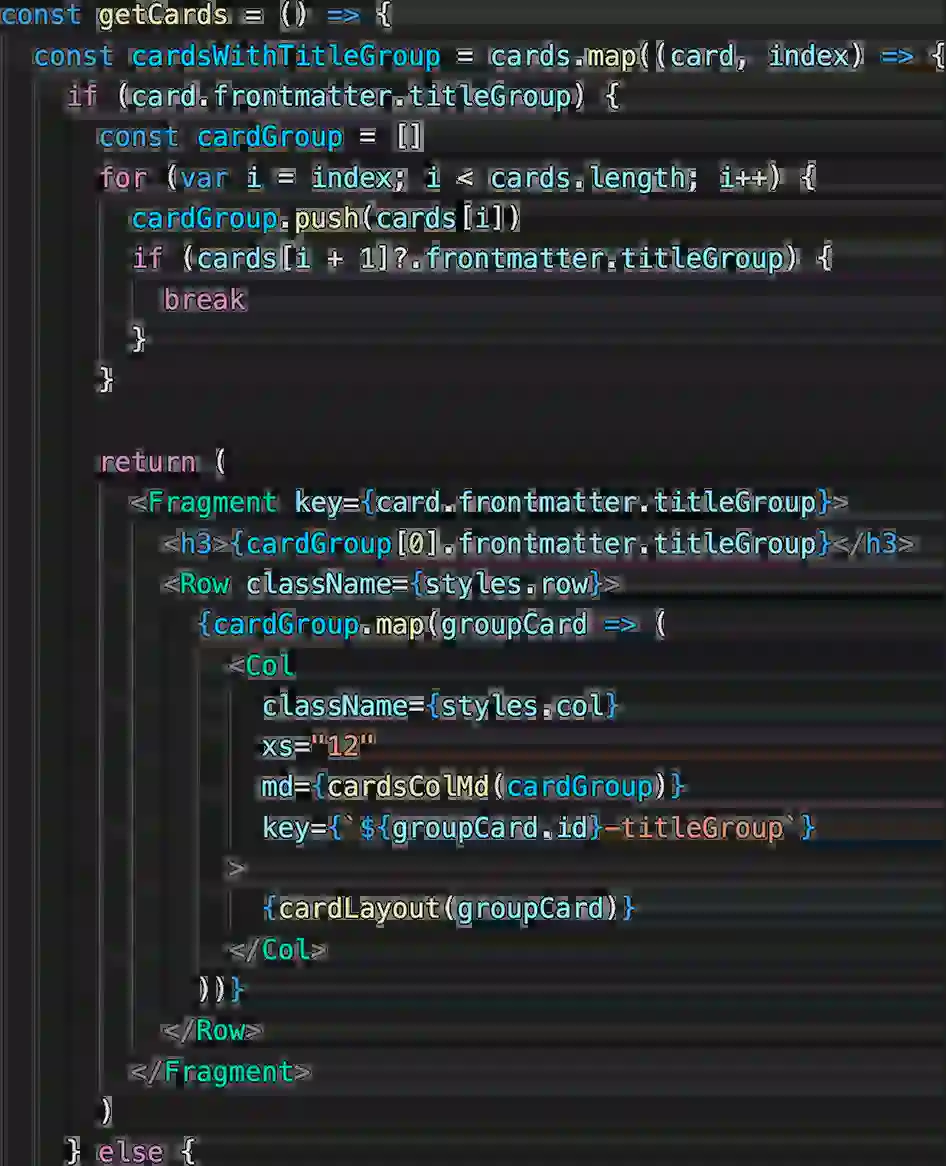 const getCards = () => {
const cardsWithTitleGroup = cards.map((card, index) => {
if (card.frontmatter.titleGroup) {
const cardGroup = []
for (var i = index; i < cards.length; i++) {
cardGroup.push(cards[i])
if (cards[i + 1]?.frontmatter.titleGroup) {
break
}
}
return (
<Fragment key={card.frontmatter.titleGroup}>
<h3>{cardGroup[0].frontmatter.titleGroup}</h3>
<Row className={styles.row}>
{cardGroup.map(groupCard => (
<Col
className={styles.col}
xs="12"
md={cardsColMd(cardGroup)}
key={`${groupCard.id}-titleGroup`}
>
{cardLayout(groupCard)}
</Col>
))}
</Row>
</Fragment>
)
} else {